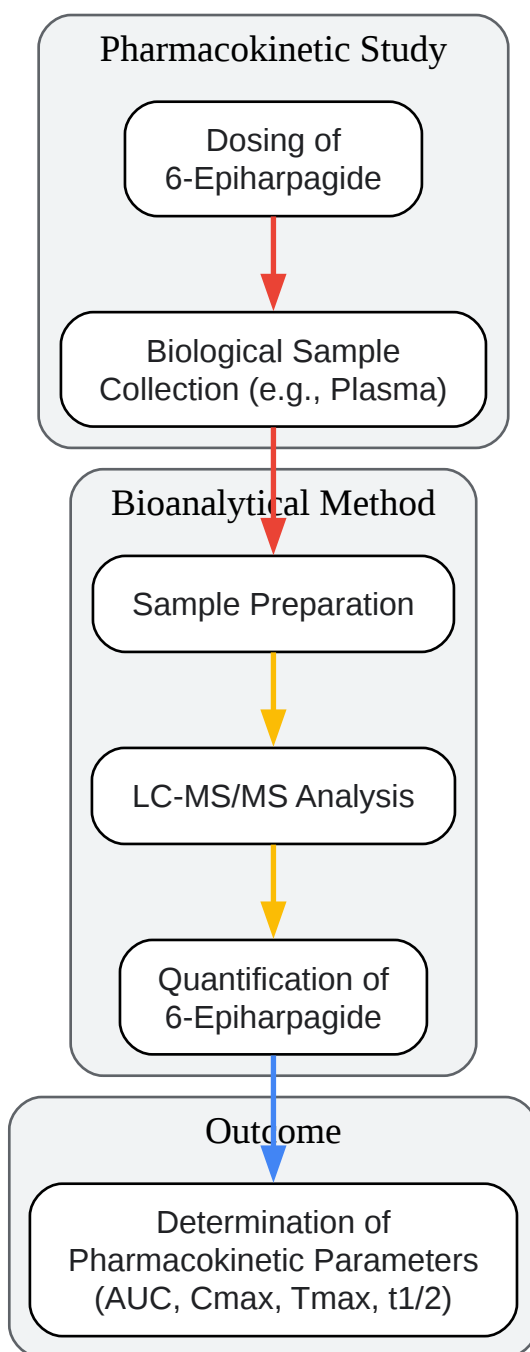 Pharmacokinetic Study
Dosing of
6-Epiharpagide
Biological Sample
Collection (e.g., Plasma)
Bioanalytical Method
Sample Preparation
LC-MS/MS Analysis
Quantification of
6-Epiharpagide
Outcome
Determination of
Pharmacokinetic Parameters
(AUC, Cmax, Tmax, t1/2)